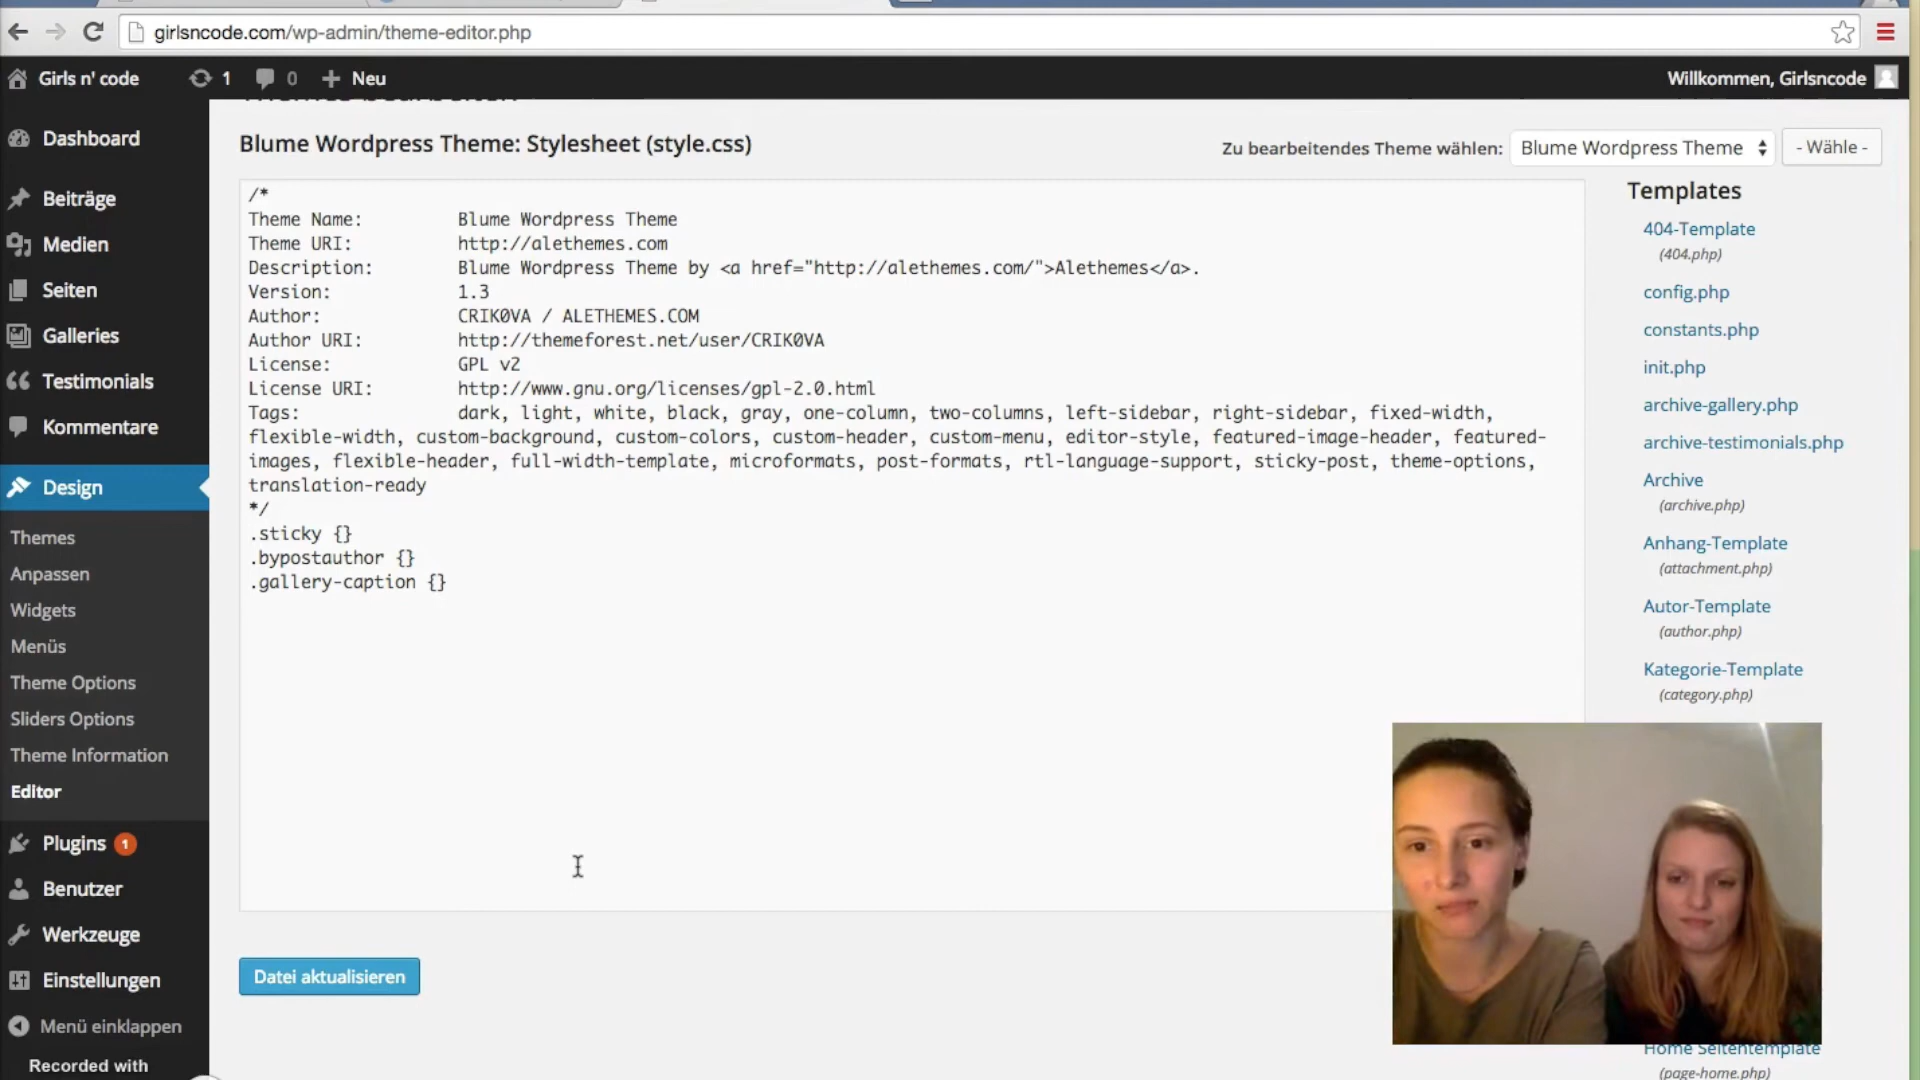 girlsncode.com/wp-admin/theme-editor.php
Girls n' code
1
0
Neu
Willkommen, Girlsncode
Dashboard
Beiträge
Medien
Seiten
Galleries
Testimonials
Kommentare
Design
Themes
Anpassen
Widgets
Menüs
Theme Options
Sliders Options
Theme Information
Editor
Plugins 1
Benutzer
Werkzeuge
Einstellungen
Menü einklappen
Recorded with
Blume Wordpress Theme: Stylesheet (style.css)
Zu bearbeitendes Theme wählen: Blume Wordpress Theme - Wähle -
/*
Theme Name: Blume Wordpress Theme
Theme URI: http://alethemes.com
Description: Blume Wordpress Theme by <a href="http://alethemes.com/">Alethemes</a>.
Version: 1.3
Author: CRIK0VA / ALETHEMES.COM
Author URI: http://themeforest.net/user/CRIK0VA
License: GPL v2
License URI: http://www.gnu.org/licenses/gpl-2.0.html
Tags: dark, light, white, black, gray, one-column, two-columns, left-sidebar, right-sidebar, fixed-width,
flexible-width, custom-background, custom-colors, custom-header, custom-menu, editor-style, featured-image-header, featured-
images, flexible-header, full-width-template, microformats, post-formats, rtl-language-support, sticky-post, theme-options,
translation-ready
*/
.sticky {}
.bypostauthor {}
.gallery-caption {}
Datei aktualisieren
Templates
404-Template
(404.php)
config.php
constants.php
init.php
archive-gallery.php
archive-testimonials.php
Archive
(archive.php)
Anhang-Template
(attachment.php)
Autor-Template
(author.php)
Kategorie-Template
(category.php)
Home Seitentemplate
(page-home.php)